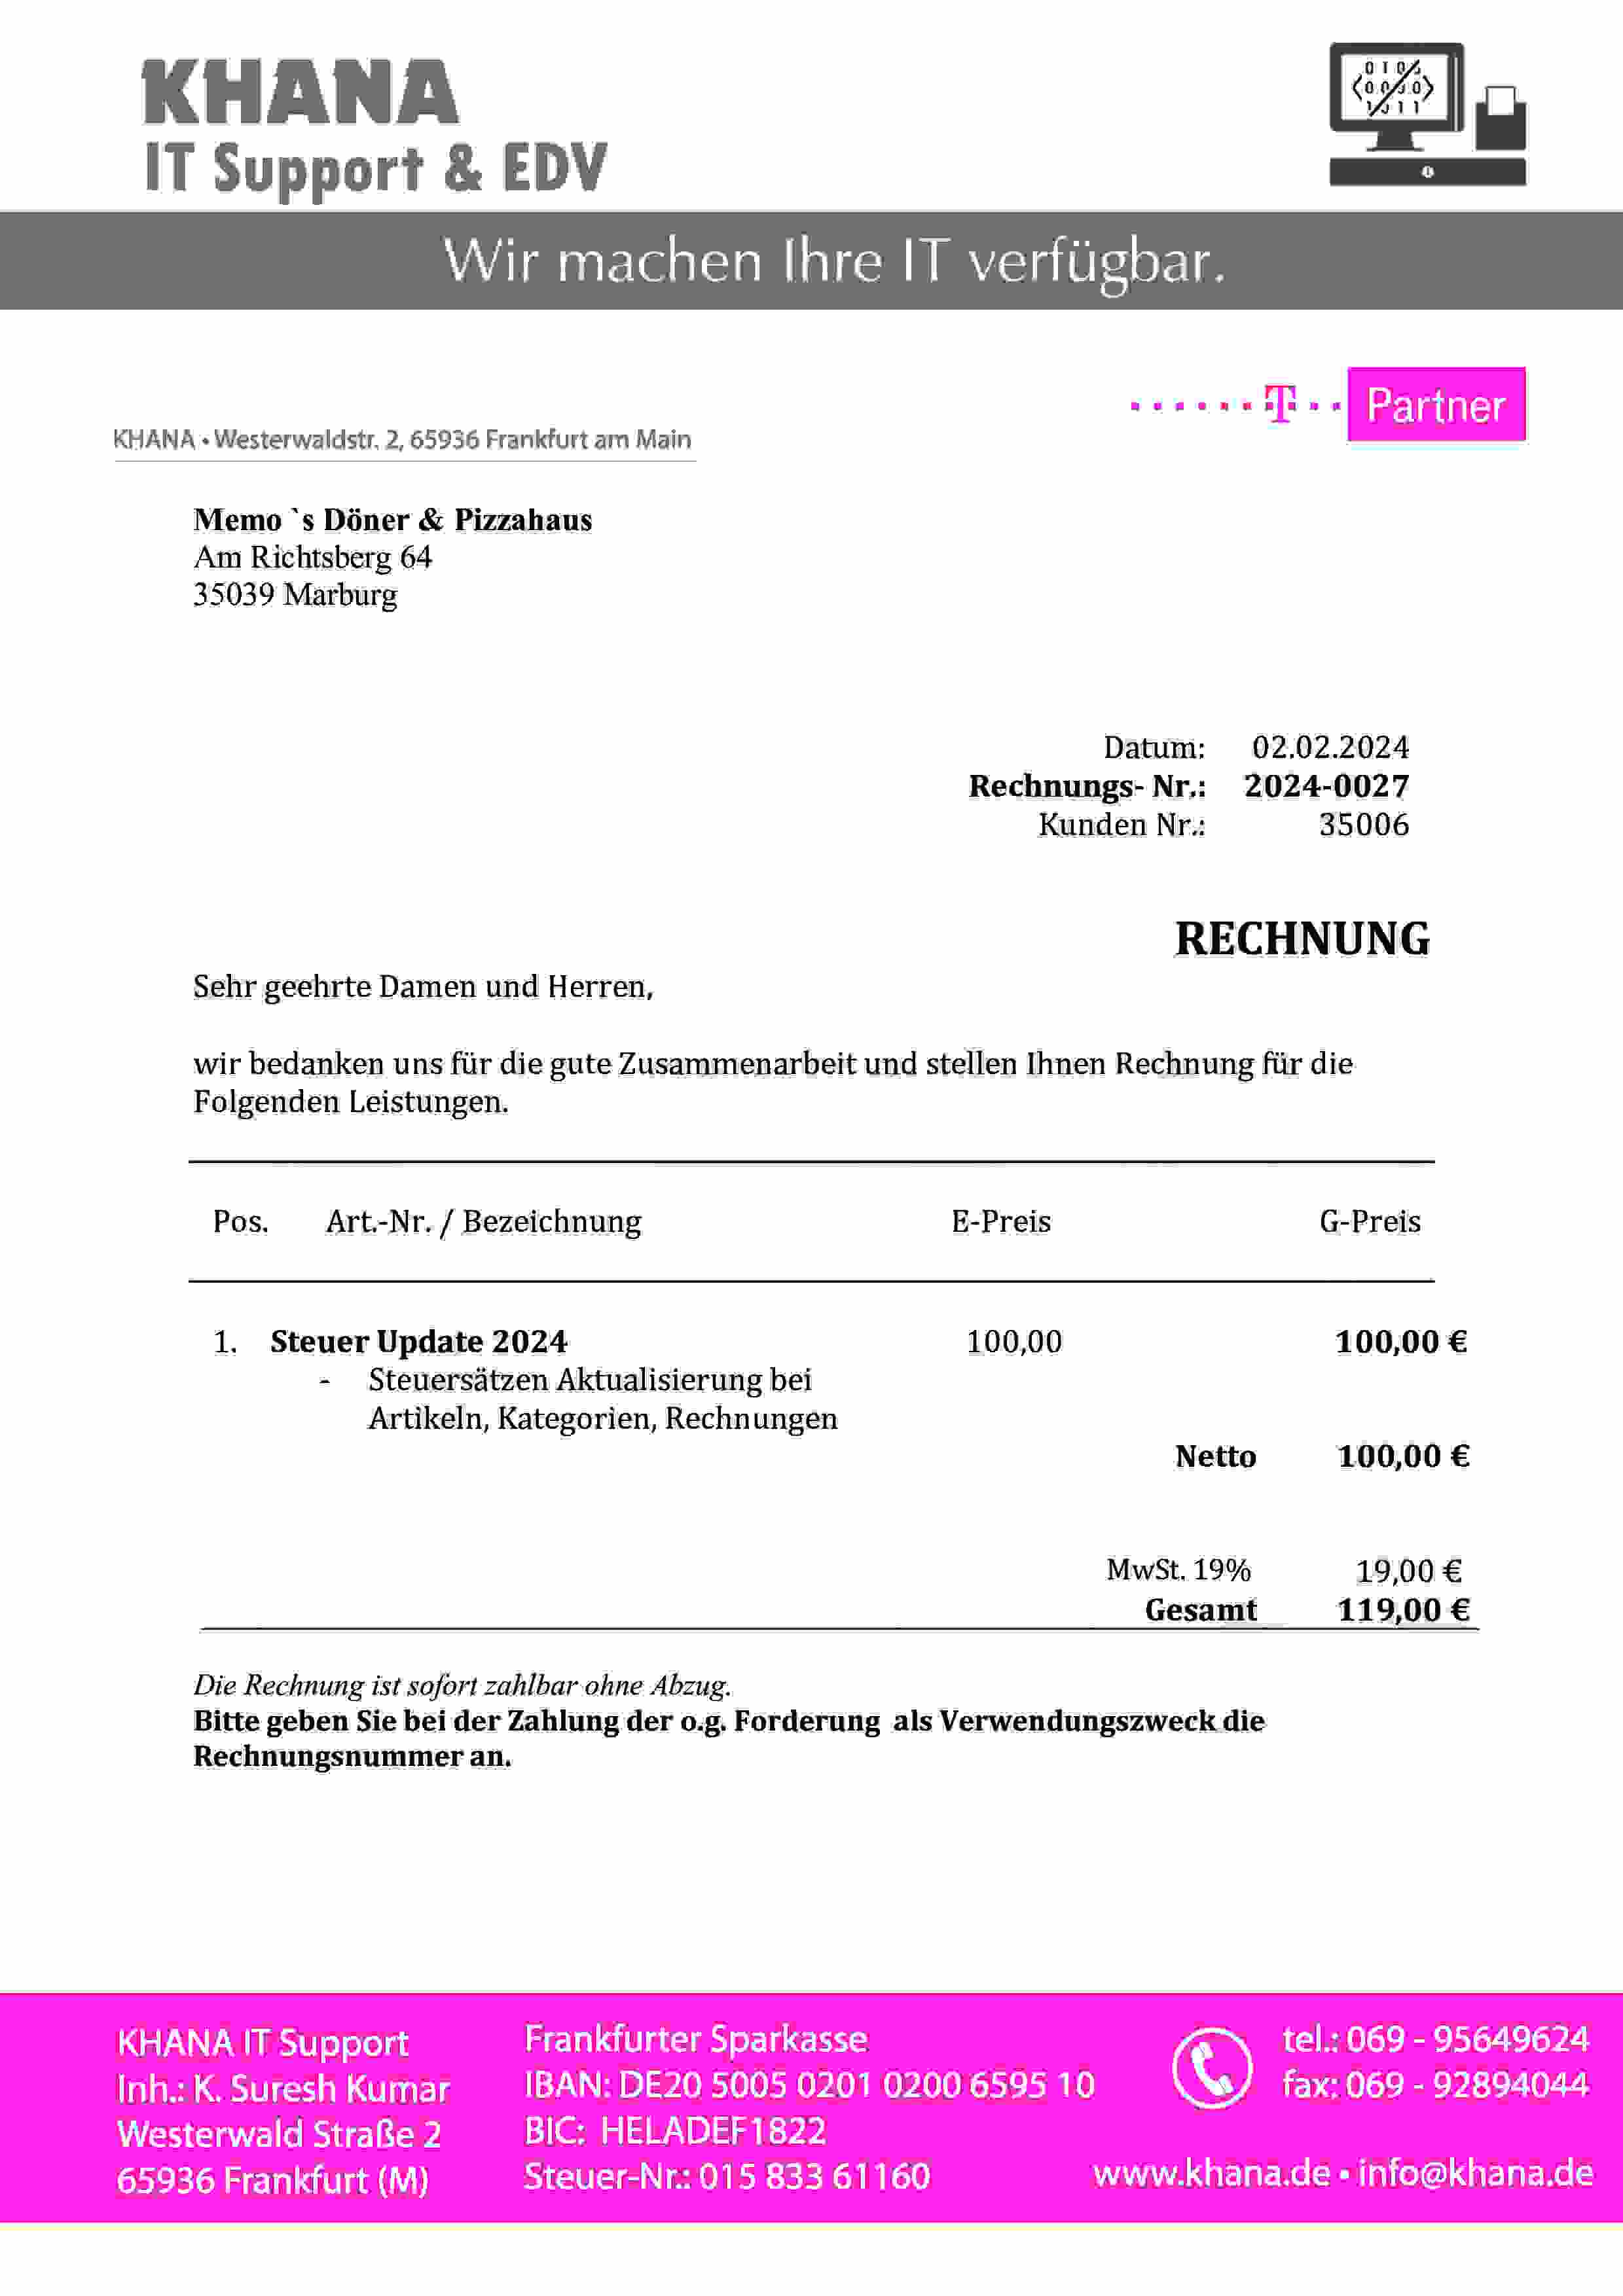 KHANA
IT Support & EDV
Wir machen Ihre IT verfügbar.
T Partner
KHANA • Westerwaldstr. 2, 65936 Frankfurt am Main
Memo `s Döner & Pizzahaus
Am Richtsberg 64
35039 Marburg
Datum: 02.02.2024
Rechnungs- Nr.: 2024-0027
Kunden Nr.: 35006
RECHNUNG
Sehr geehrte Damen und Herren,
wir bedanken uns für die gute Zusammenarbeit und stellen Ihnen Rechnung für die
Folgenden Leistungen.
Pos. Art.-Nr. / Bezeichnung E-Preis G-Preis
1. Steuer Update 2024 100,00 100,00 €
- Steuersätzen Aktualisierung bei
Artikeln, Kategorien, Rechnungen
Netto 100,00 €
MwSt. 19% 19,00 €
Gesamt 119,00 €
Die Rechnung ist sofort zahlbar ohne Abzug.
Bitte geben Sie bei der Zahlung der o.g. Forderung als Verwendungszweck die
Rechnungsnummer an.
KHANA IT Support
Inh.: K. Suresh Kumar
Westerwald Straße 2
65936 Frankfurt (M)
Frankfurter Sparkasse
IBAN: DE20 5005 0201 0200 6595 10
BIC: HELADEF1822
Steuer-Nr.: 015 833 61160
tel.: 069 - 95649624
fax: 069 - 92894044
www.khana.de • info@khana.de